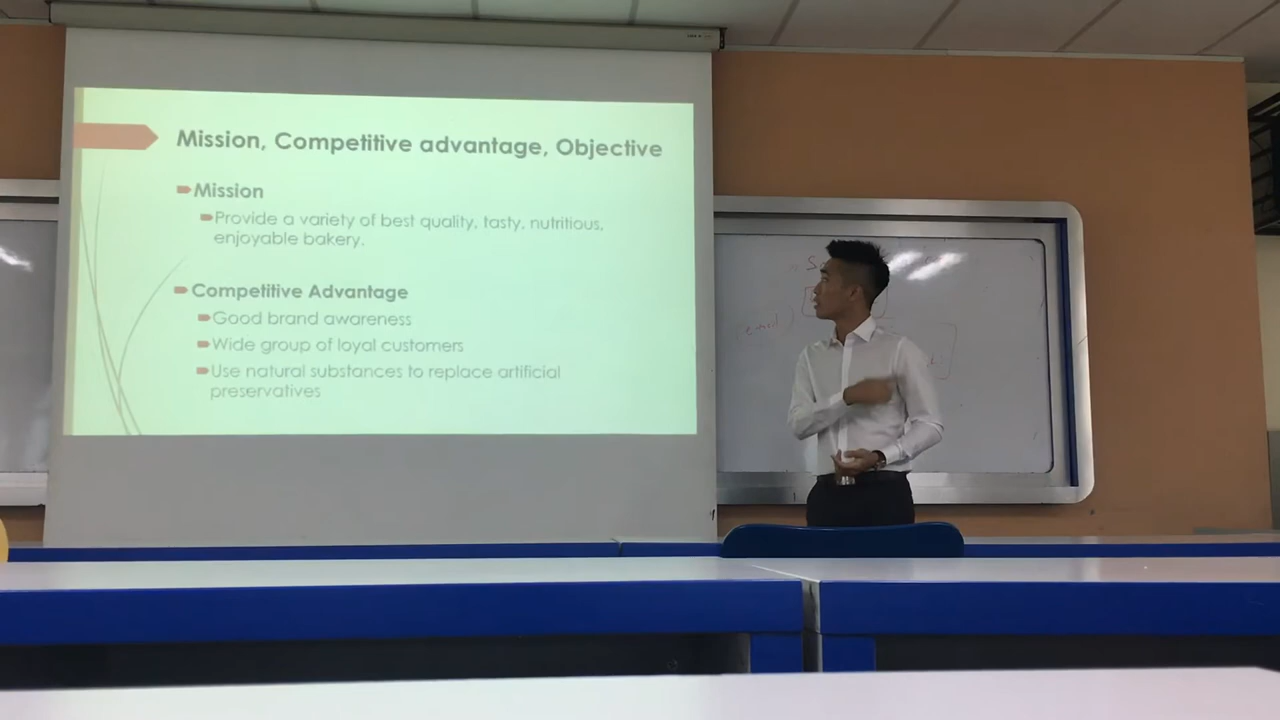 Mission, Competitive advantage, Objective
Mission
Provide a variety of best quality, tasty, nutritious,
enjoyable bakery.
Competitive Advantage
Good brand awareness
Wide group of loyal customers
Use natural substances to replace artificial
preservatives